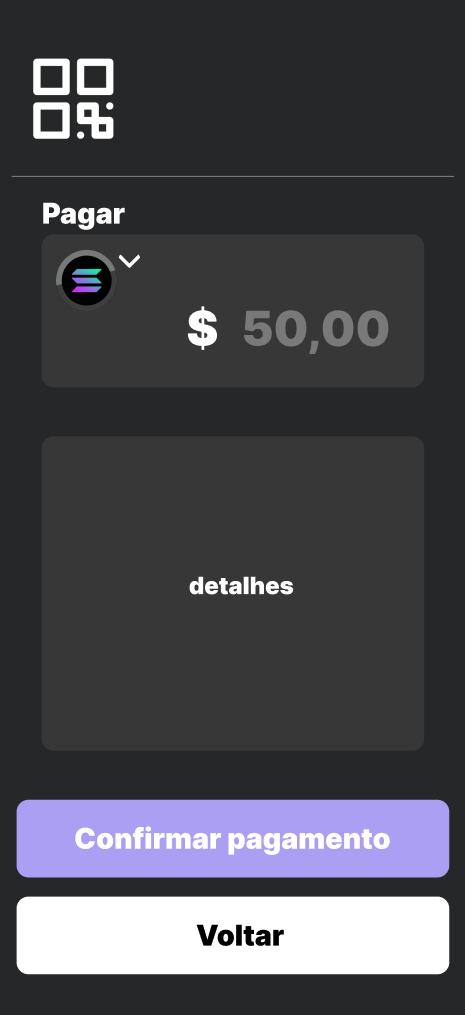 Pagar
$ 50,00
detalhes
Confirmar pagamento
Voltar